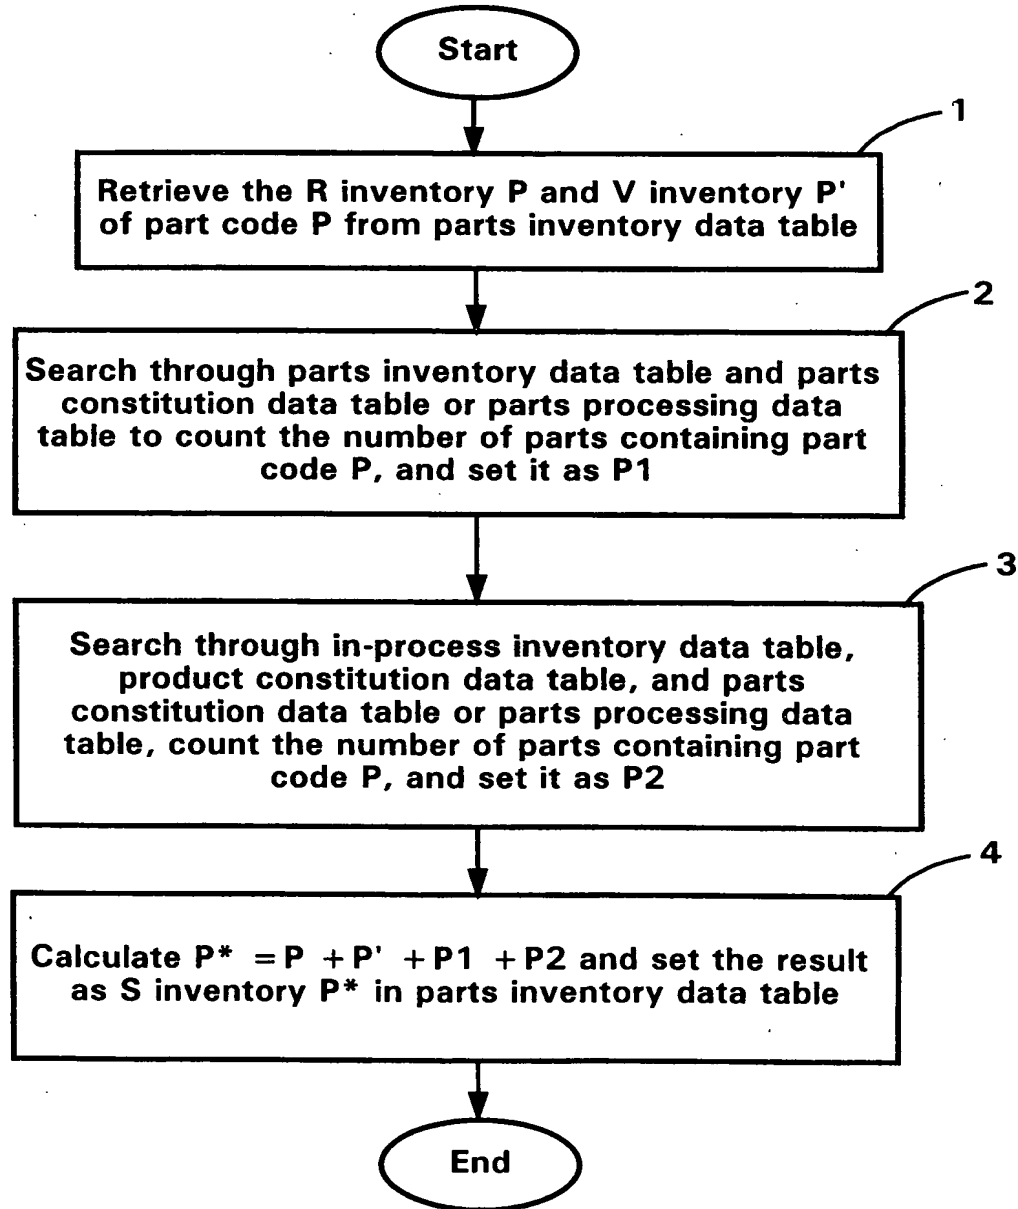 Start
1
Retrieve the R inventory P and V inventory P'
of part code P from parts inventory data table
2
Search through parts inventory data table and parts
constitution data table or parts processing data
table to count the number of parts containing part
code P, and set it as P1
3
Search through in-process inventory data table,
product constitution data table, and parts
constitution data table or parts processing data
table, count the number of parts containing part
code P, and set it as P2
4
Calculate P* = P + P' + P1 + P2 and set the result
as S inventory P* in parts inventory data table
End